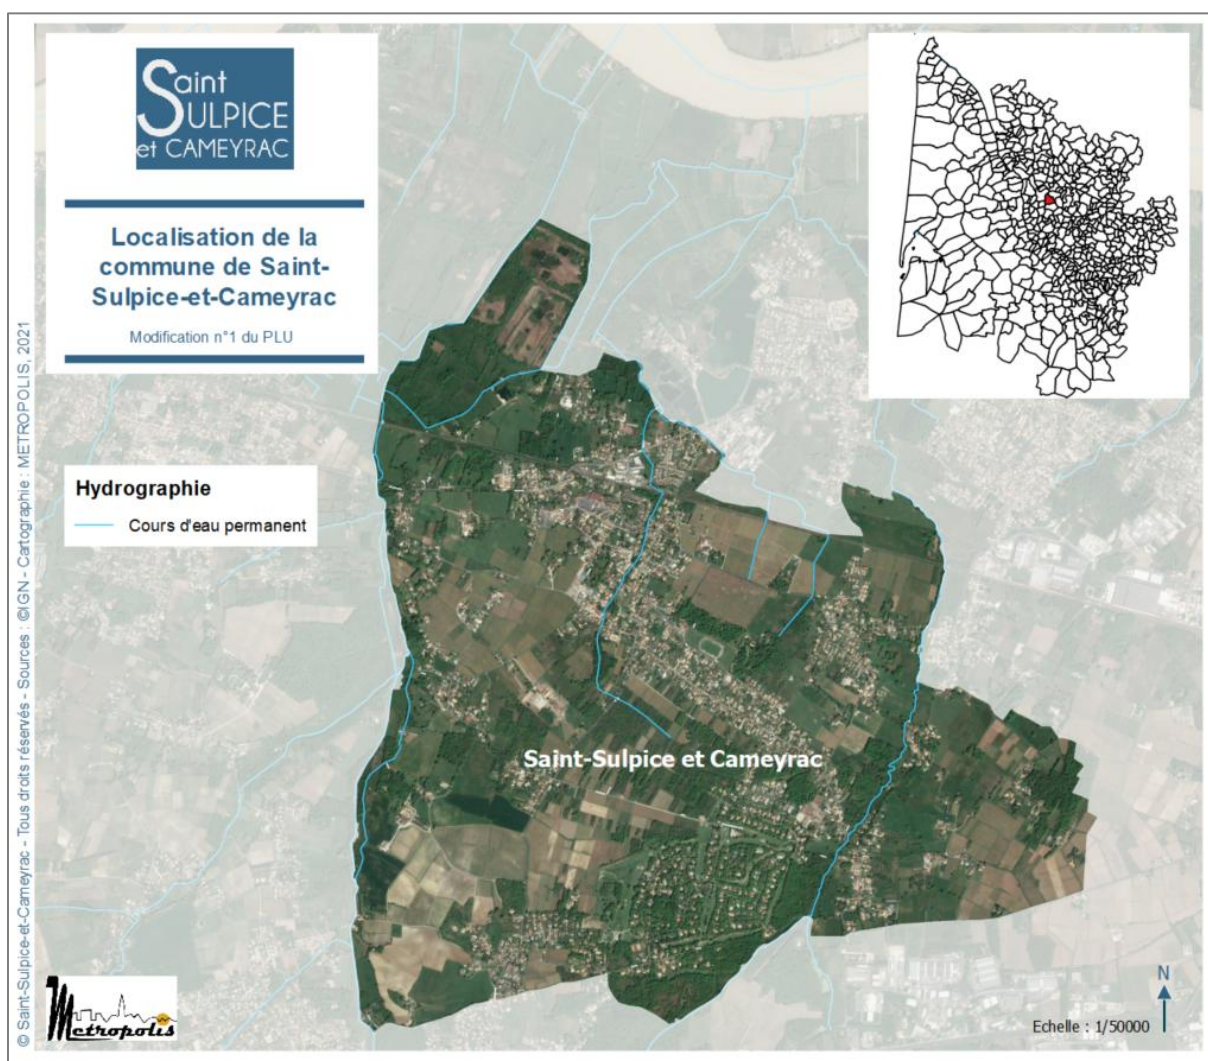 Saint
SULPICE
et CAMEYRAC
Localisation de la
commune de Saint-
Sulpice-et-Cameyrac
Modification n°1 du PLU
Hydrographie
Cours d'eau permanent
Saint-Sulpice et Cameyrac
© Saint-Sulpice-et-Cameyrac - Tous droits réservés - Sources : ©IGN - Cartographie : METROPOLIS, 2021
Metropolis
N
Echelle : 1/50000